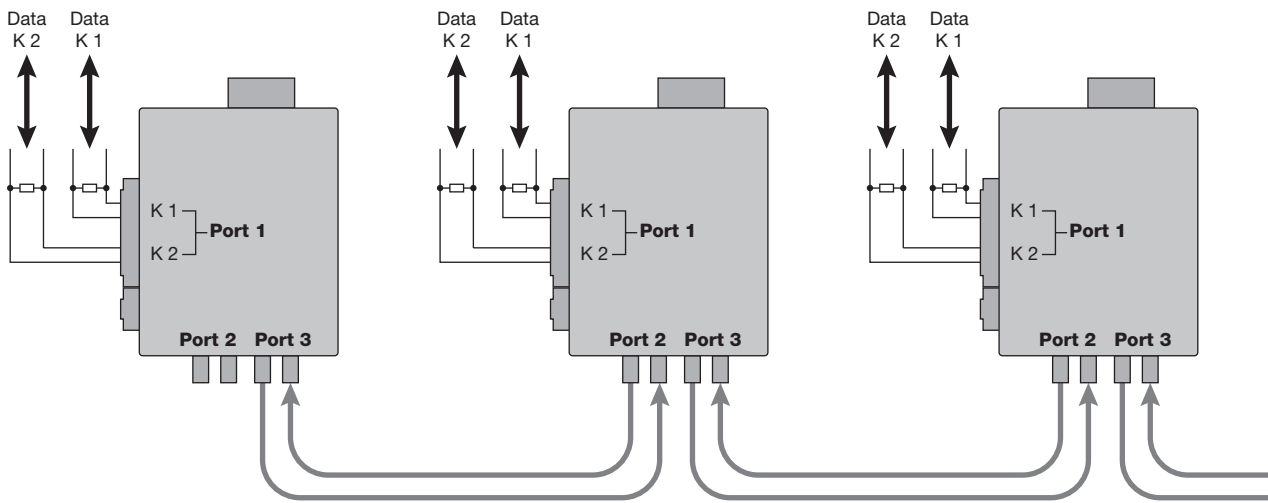 Data Data
K 2 K 1
K 1
Port 1
K 2
Port 2 Port 3
Data Data
K 2 K 1
K 1
Port 1
K 2
Port 2 Port 3
Data Data
K 2 K 1
K 1
Port 1
K 2
Port 2 Port 3